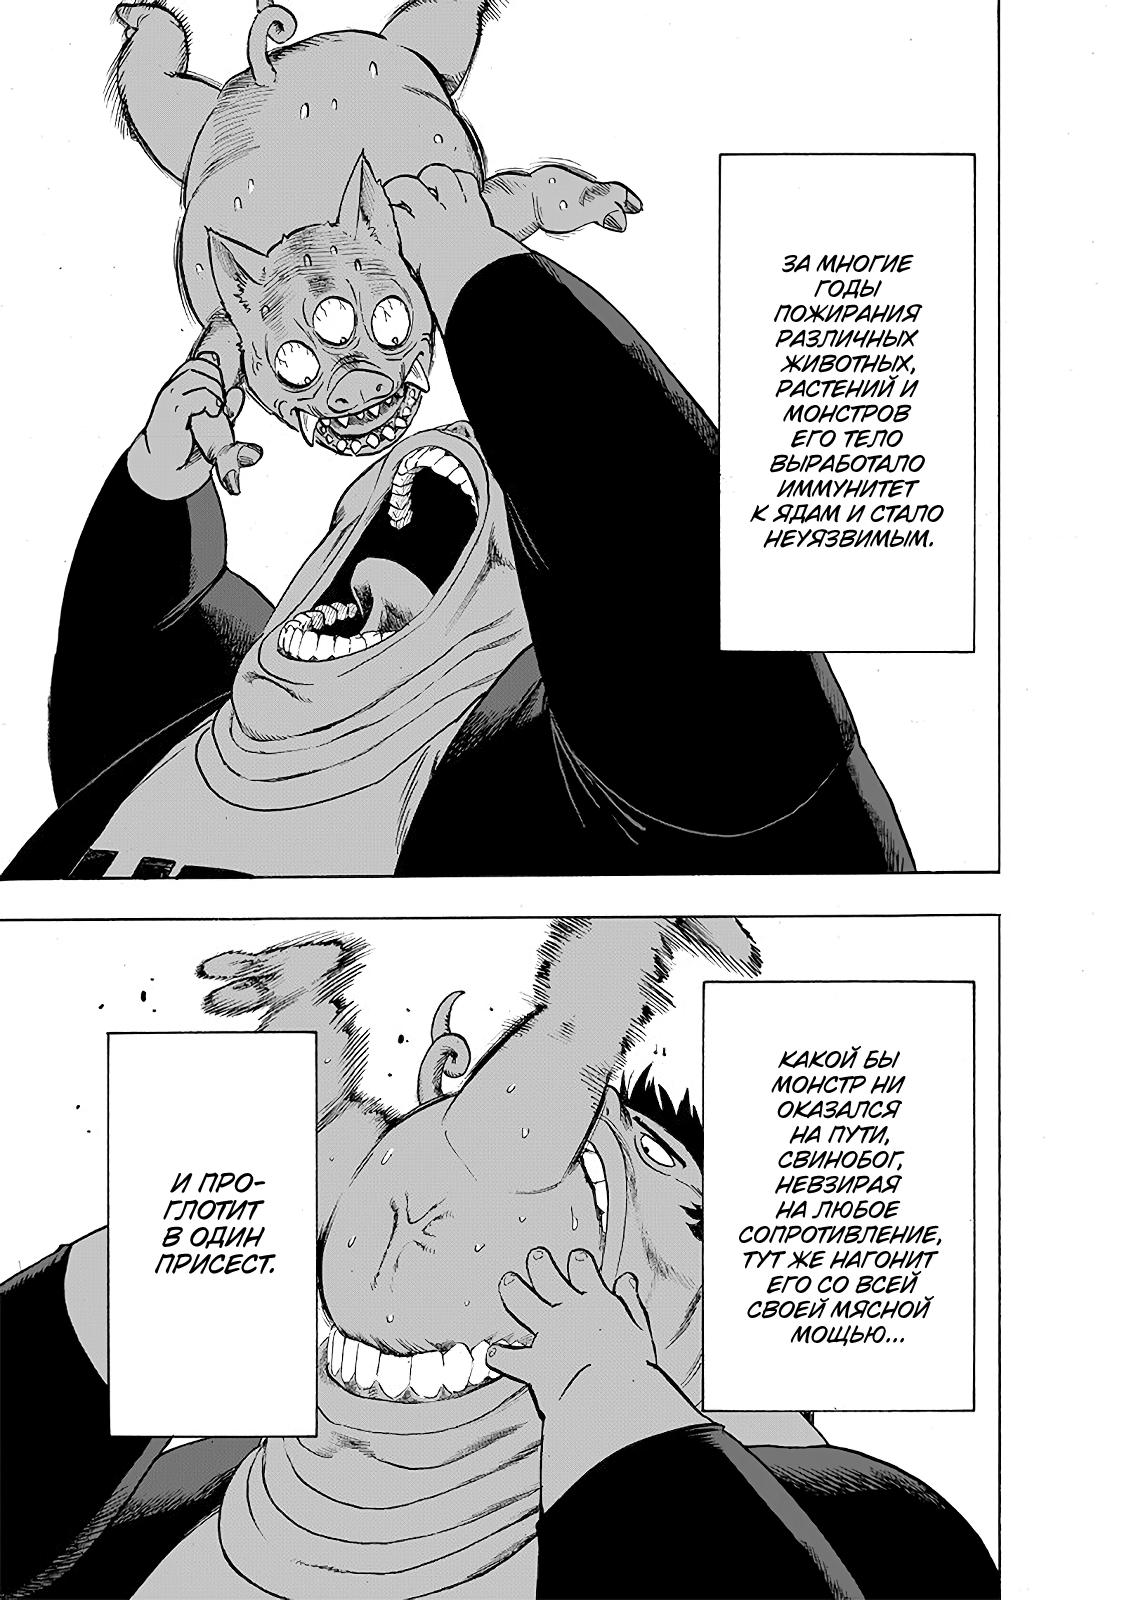 ЗА МНОГИЕ
ГОДЫ
ПОЖИРАНИЯ
РАЗЛИЧНЫХ
ЖИВОТНЫХ,
РАСТЕНИЙ И
МОНСТРОВ
ЕГО ТЕЛО
ВЫРАБОТАЛО
ИММУНИТЕТ
К ЯДАМ И СТАЛО
НЕУЯЗВИМЫМ.
КАКОЙ БЫ
МОНСТР НИ
ОКАЗАЛСЯ
НА ПУТИ,
СВИНОБОГ,
НЕВЗИРАЯ
НА ЛЮБОЕ
СОПРОТИВЛЕНИЕ,
ТУТ ЖЕ НАГОНИТ
ЕГО СО ВСЕЙ
СВОЕЙ МЯСНОЙ
МОЩЬЮ...
И ПРО-
ГЛОТИТ
В ОДИН
ПРИСЕСТ.